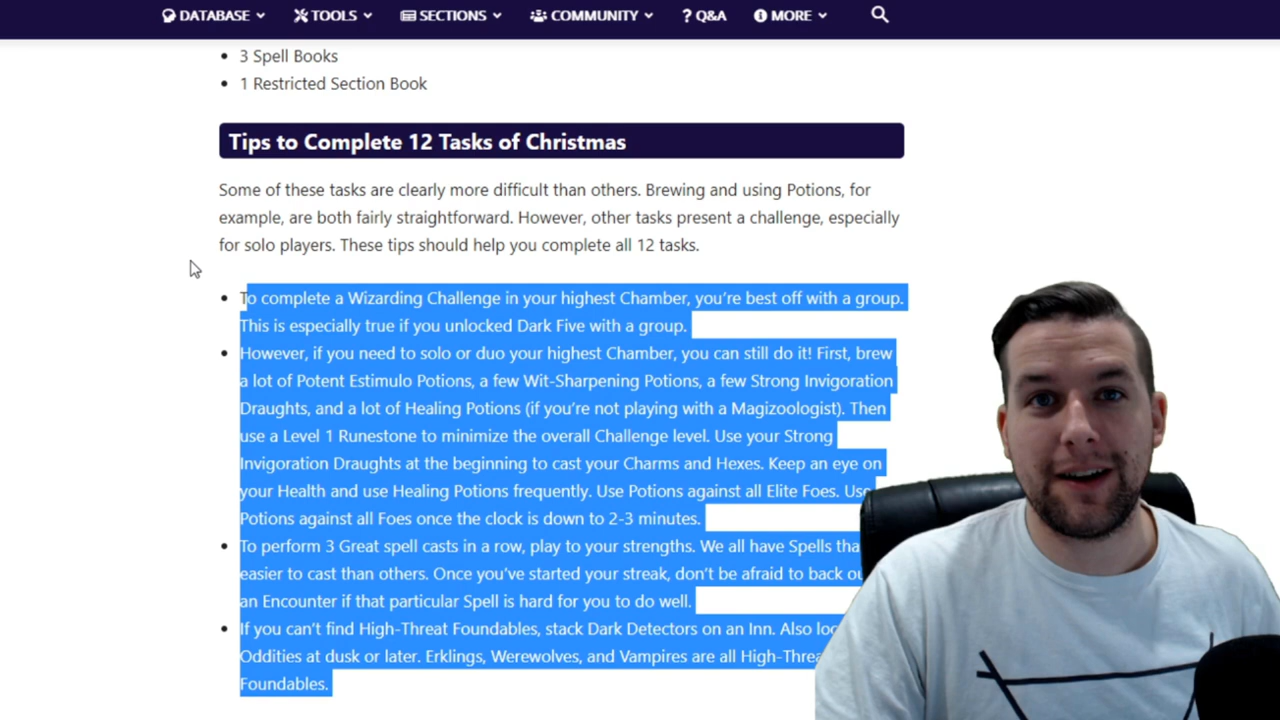 DATABASE TOOLS SECTIONS COMMUNITY ? Q&A MORE
• 3 Spell Books
• 1 Restricted Section Book
Tips to Complete 12 Tasks of Christmas
Some of these tasks are clearly more difficult than others. Brewing and using Potions, for
example, are both fairly straightforward. However, other tasks present a challenge, especially
for solo players. These tips should help you complete all 12 tasks.
• To complete a Wizarding Challenge in your highest Chamber, you’re best off with a group.
This is especially true if you unlocked Dark Five with a group.
• However, if you need to solo or duo your highest Chamber, you can still do it! First, brew
a lot of Potent Estimulo Potions, a few Wit-Sharpening Potions, a few Strong Invigoration
Draughts, and a lot of Healing Potions (if you’re not playing with a Magizoologist). Then
use a Level 1 Runestone to minimize the overall Challenge level. Use your Strong
Invigoration Draughts at the beginning to cast your Charms and Hexes. Keep an eye on
your Health and use Healing Potions frequently. Use Potions against all Elite Foes. Use
Potions against all Foes once the clock is down to 2-3 minutes.
• To perform 3 Great spell casts in a row, play to your strengths. We all have Spells
easier to cast than others. Once you’ve started your streak, don’t be afraid to back
an Encounter if that particular Spell is hard for you to do well.
• If you can’t find High-Threat Foundables, stack Dark Detectors on an Inn. Also
Oddities at dusk or later. Erklings, Werewolves, and Vampires are all
Foundables.